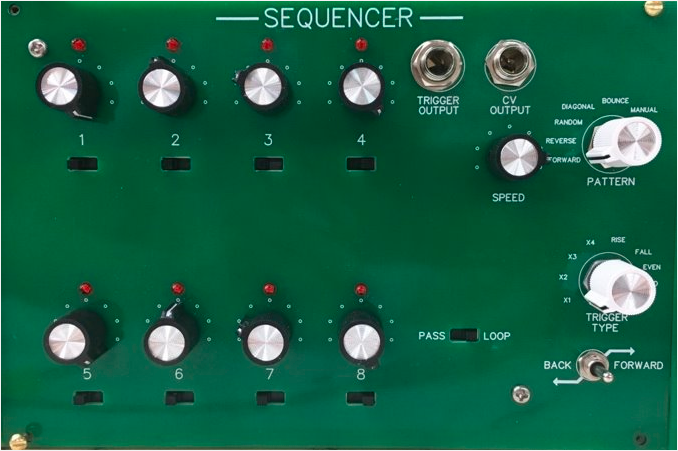 SEQUENCER
TRIGGER
OUTPUT
CV
OUTPUT
1
2
3
4
BOUNCE
DIAGONAL
MANUAL
RANDOM
REVERSE
FORWARD
PATTERN
SPEED
X4
RISE
X3
FALL
X2
EVEN
X1
TRIGGER
TYPE
PASS
LOOP
BACK
FORWARD
5
6
7
8